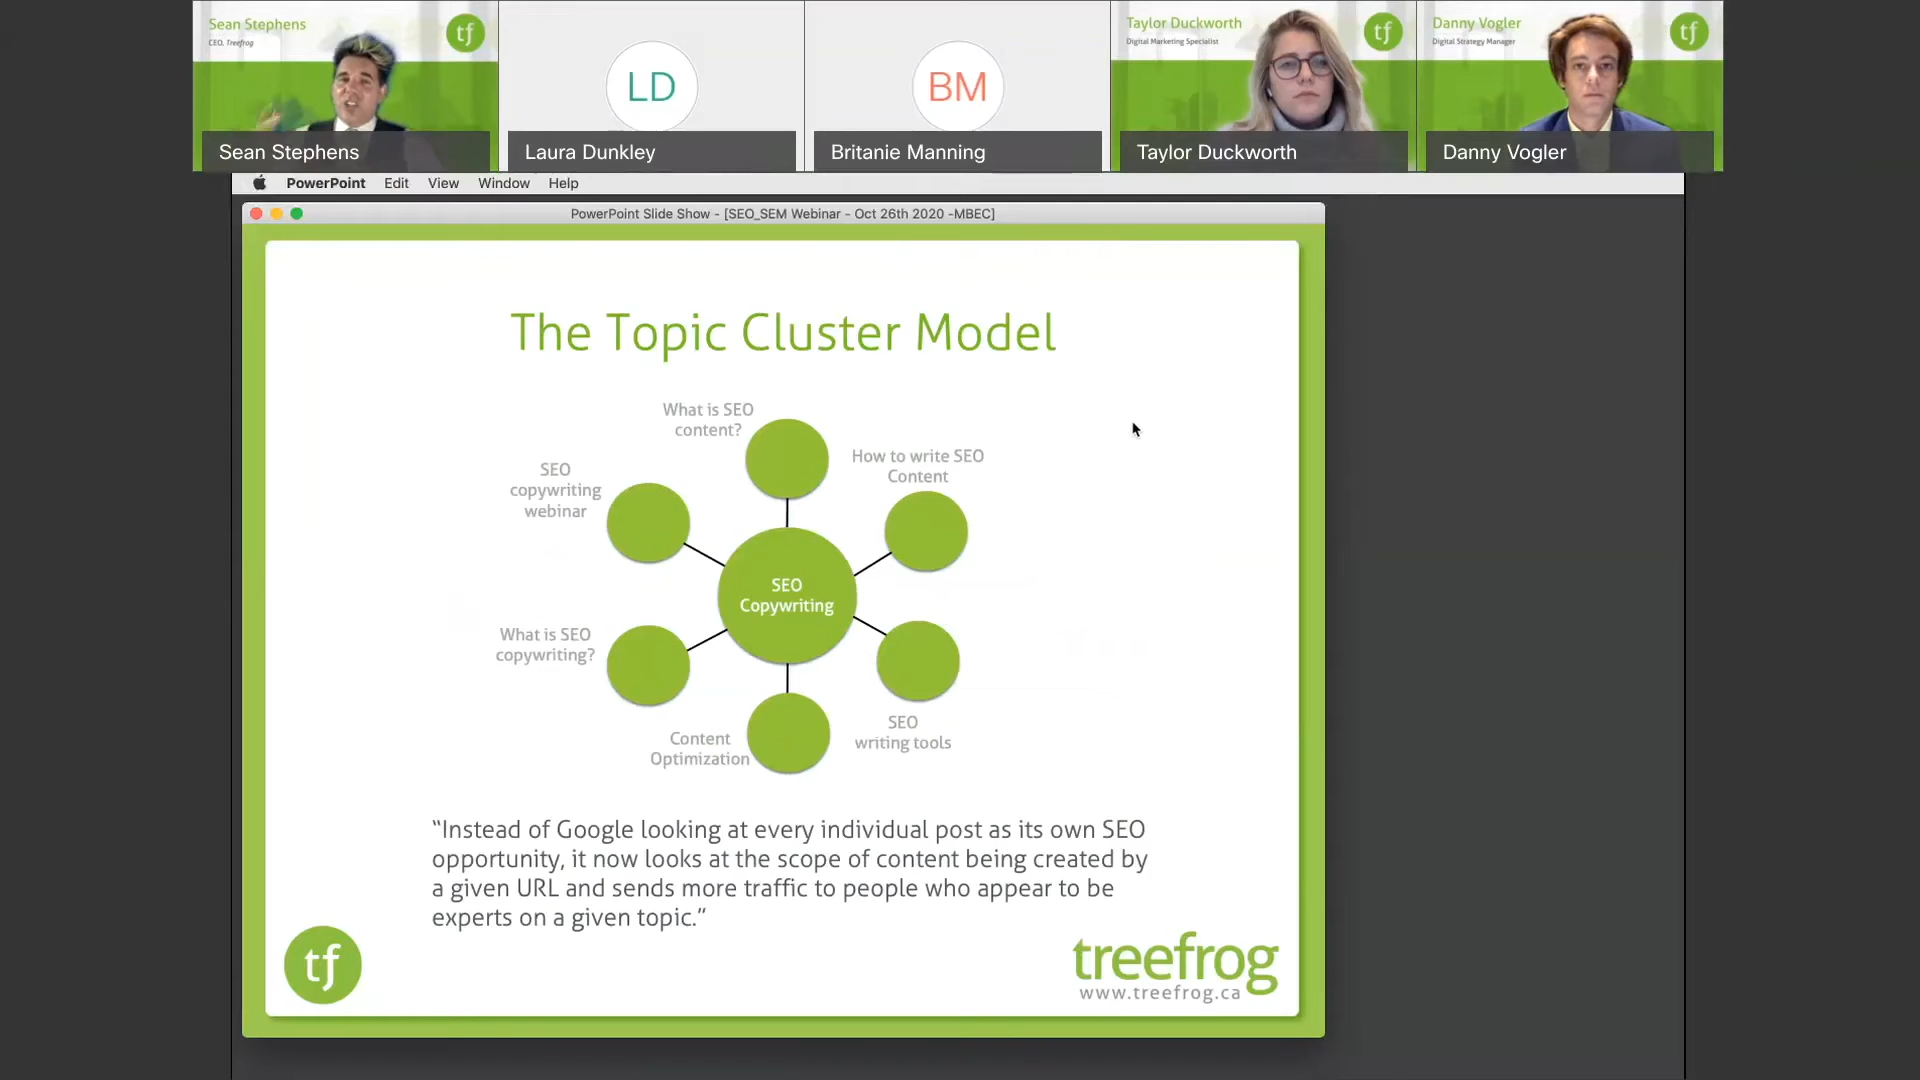 Sean Stephens
CEO, Treefrog
tf
LD
BM
Taylor Duckworth
Digital Marketing Specialist
tf
Danny Vogler
Digital Strategy Manager
tf
Sean Stephens
Laura Dunkley
Britanie Manning
Taylor Duckworth
Danny Vogler
PowerPoint Edit View Window Help
PowerPoint Slide Show - [SEO_SEM Webinar - Oct 26th 2020 -MBEC]
The Topic Cluster Model
What is SEO
content?
How to write SEO
Content
SEO
copywriting
webinar
SEO
Copywriting
What is SEO
copywriting?
SEO
writing tools
Content
Optimization
“Instead of Google looking at every individual post as its own SEO
opportunity, it now looks at the scope of content being created by
a given URL and sends more traffic to people who appear to be
experts on a given topic.”
tf
treefrog
www.treefrog.ca